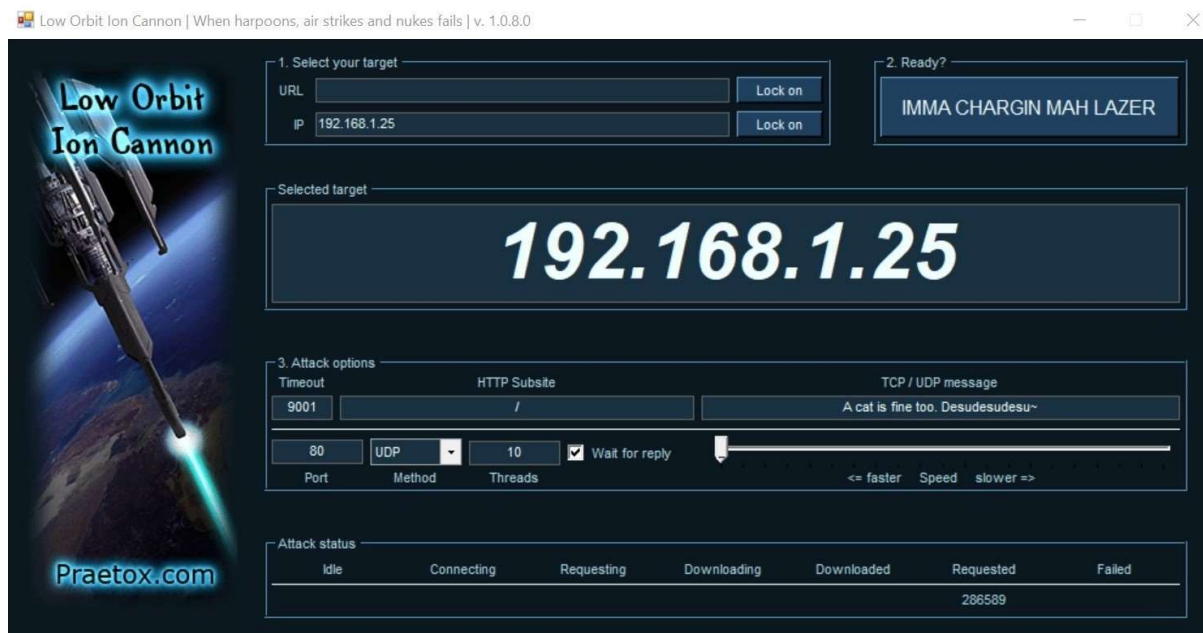 Low Orbit Ion Cannon | When harpoons, air strikes and nukes fails | v. 1.0.8.0
Low Orbit
Ion Cannon
Praetox.com
1. Select your target
URL Lock on
IP 192.168.1.25 Lock on
2. Ready?
IMMA CHARGIN MAH LAZER
Selected target
192.168.1.25
3. Attack options
Timeout HTTP Subsite TCP / UDP message
9001 / A cat is fine too. Desudesudesu~
80 UDP 10 Wait for reply
Port Method Threads <= faster Speed slower =>
Attack status
Idle Connecting Requesting Downloading Downloaded Requested Failed
286589